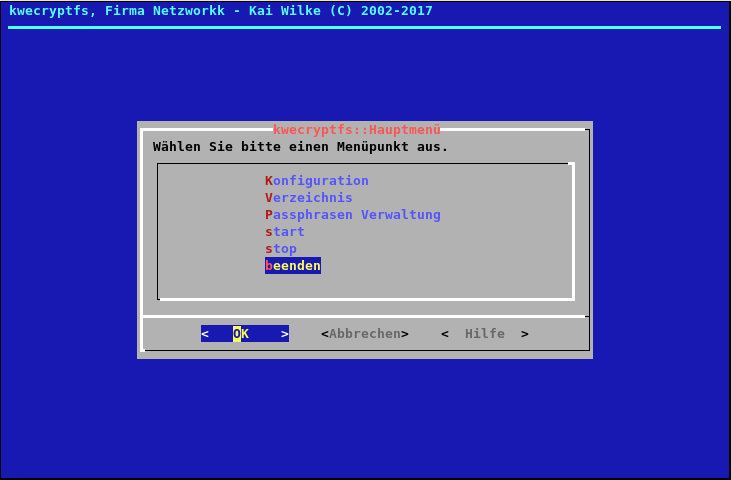 kwecryptfs, Firma Netzworkk - Kai Wilke (C) 2002-2017
kwecryptfs::Hauptmenü
Wählen Sie bitte einen Menüpunkt aus.
Konfiguration
Verzeichnis
Passphrasen Verwaltung
start
stop
beenden
< OK > <Abbrechen> < Hilfe >